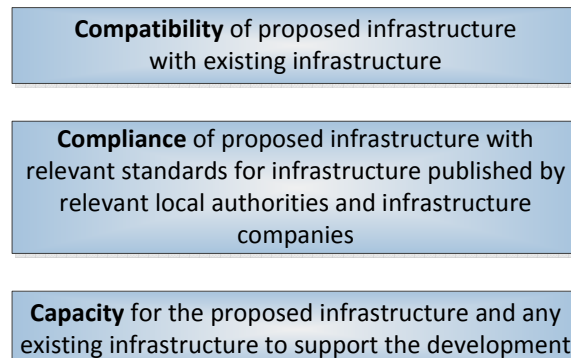 Compatibility of proposed infrastructure
with existing infrastructure
Compliance of proposed infrastructure with
relevant standards for infrastructure published by
relevant local authorities and infrastructure
companies
Capacity for the proposed infrastructure and any
existing infrastructure to support the development